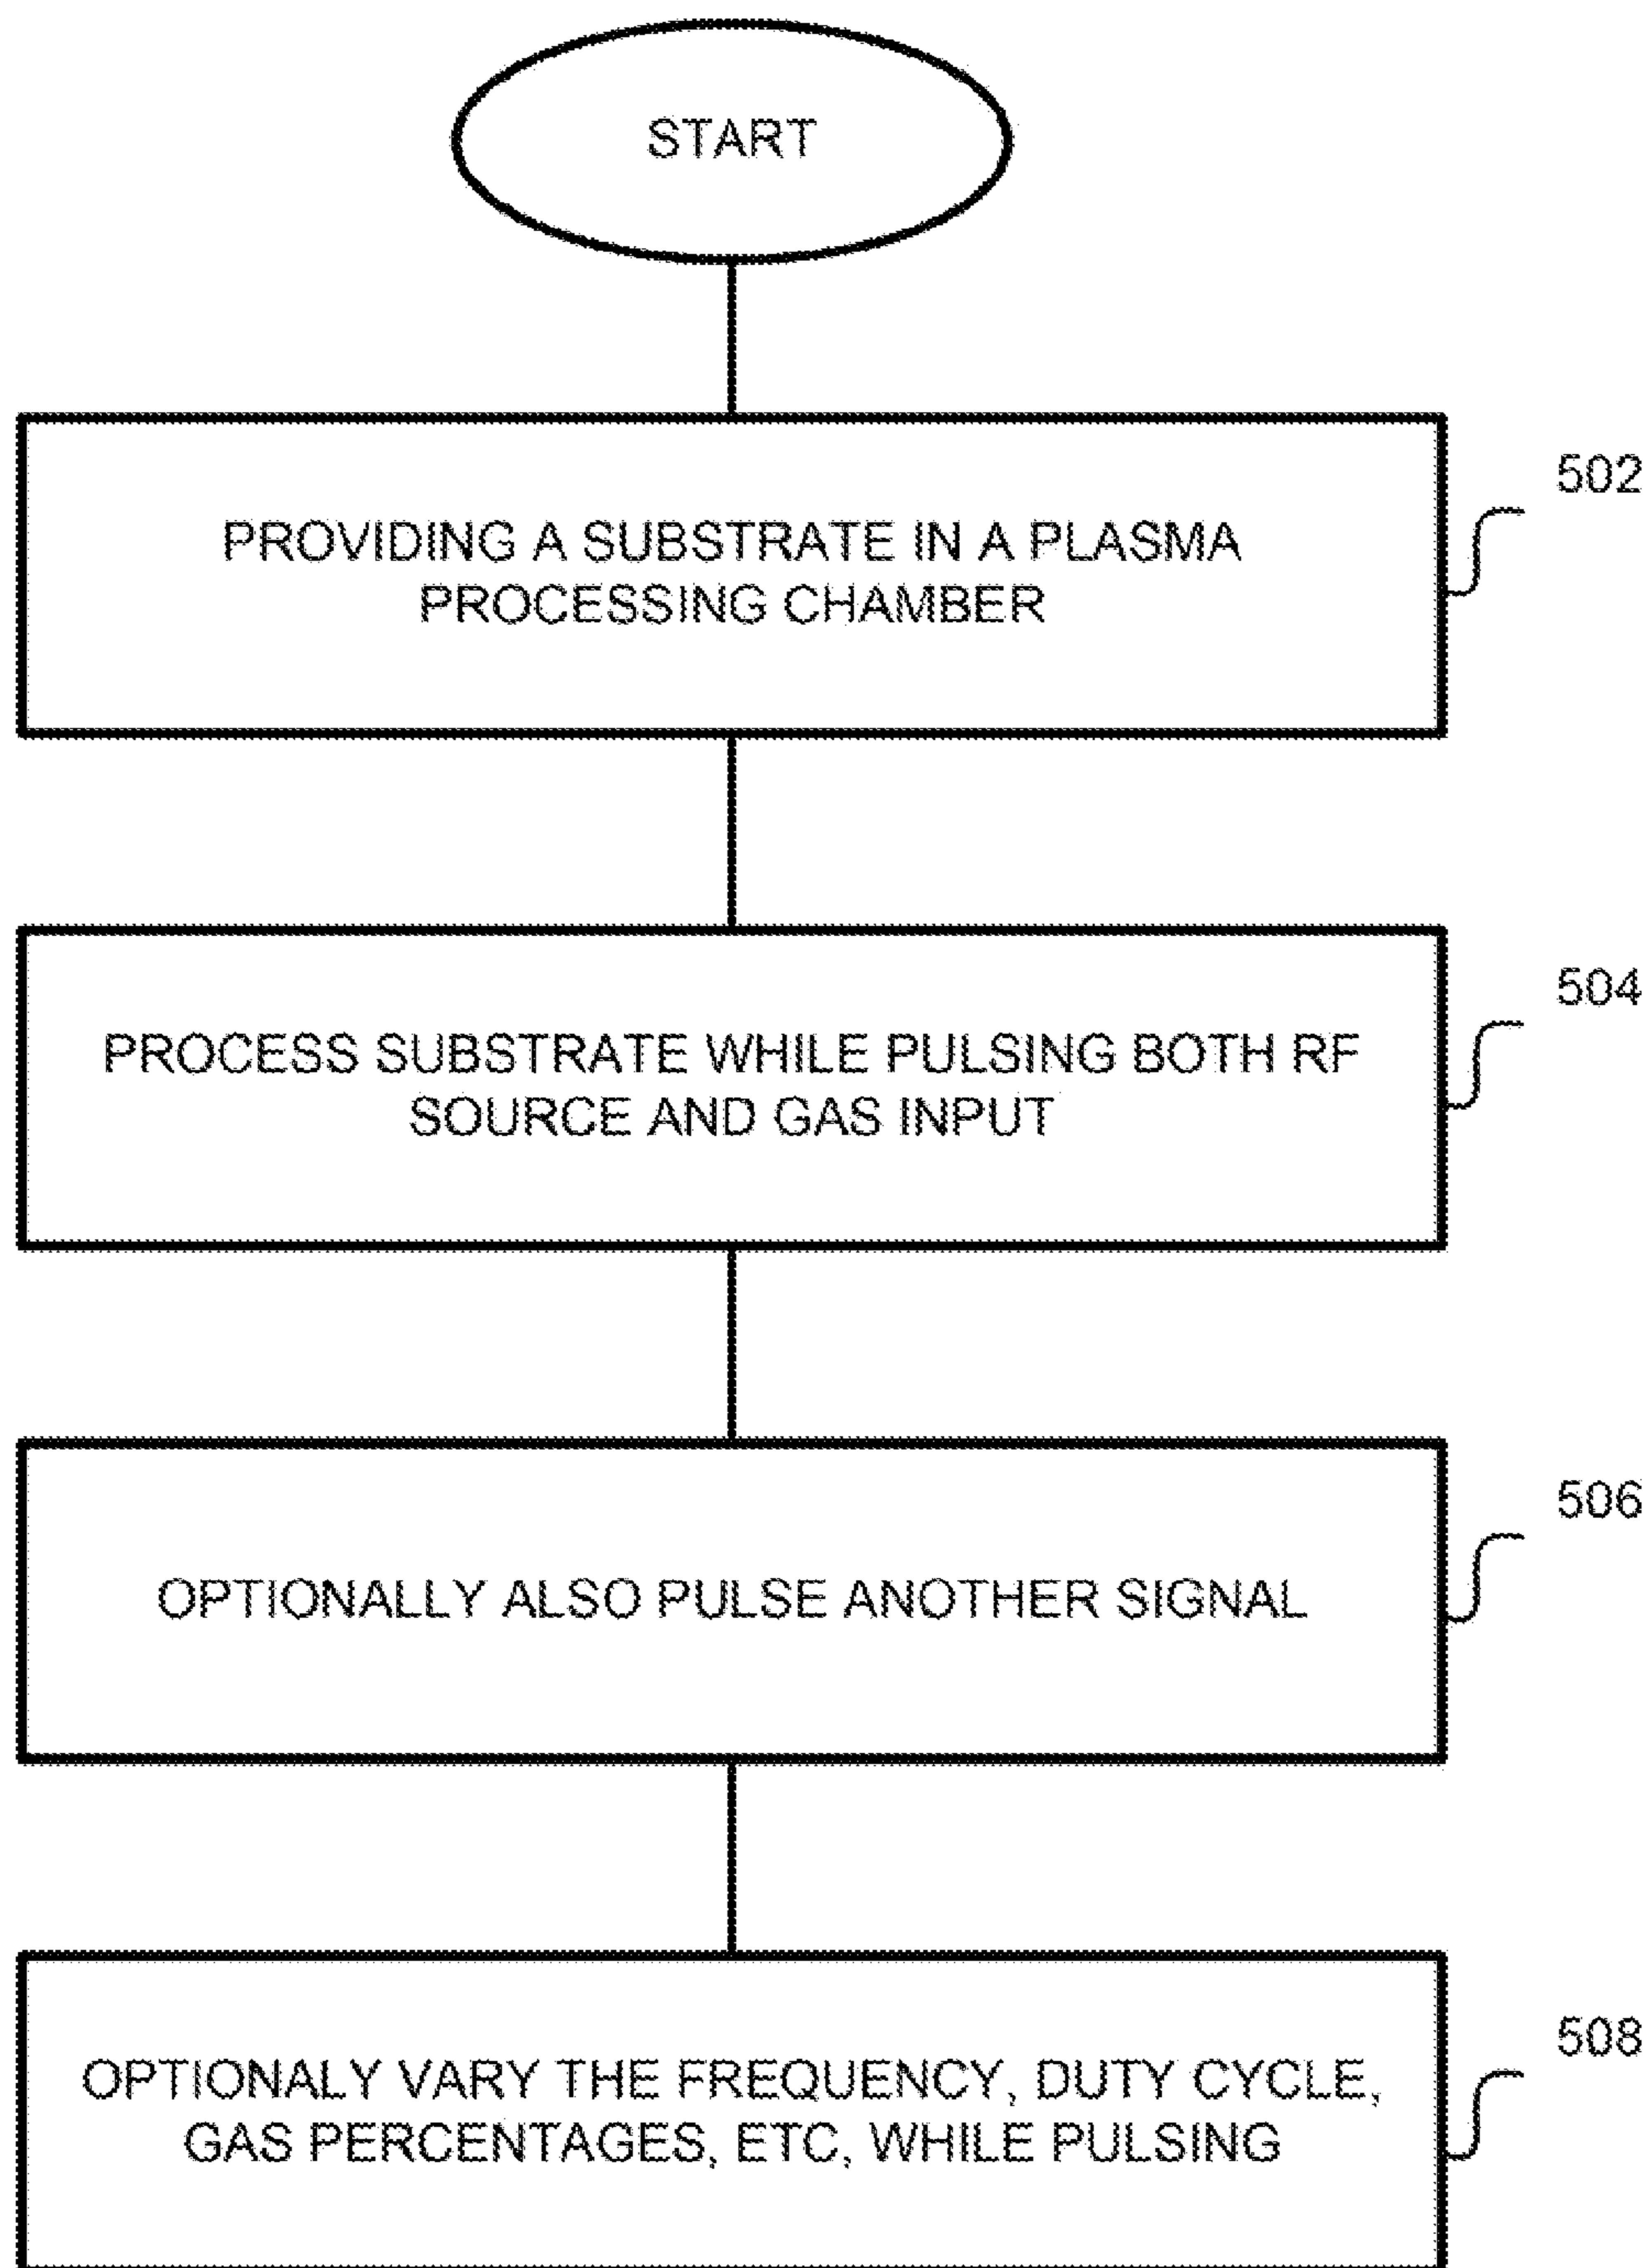 START
502
PROVIDING A SUBSTRATE IN A PLASMA
PROCESSING CHAMBER
504
PROCESS SUBSTRATE WHILE PULSING BOTH RF
SOURCE AND GAS INPUT
506
OPTIONALLY ALSO PULSE ANOTHER SIGNAL
508
OPTIONALY VARY THE FREQUENCY, DUTY CYCLE,
GAS PERCENTAGES, ETC, WHILE PULSING